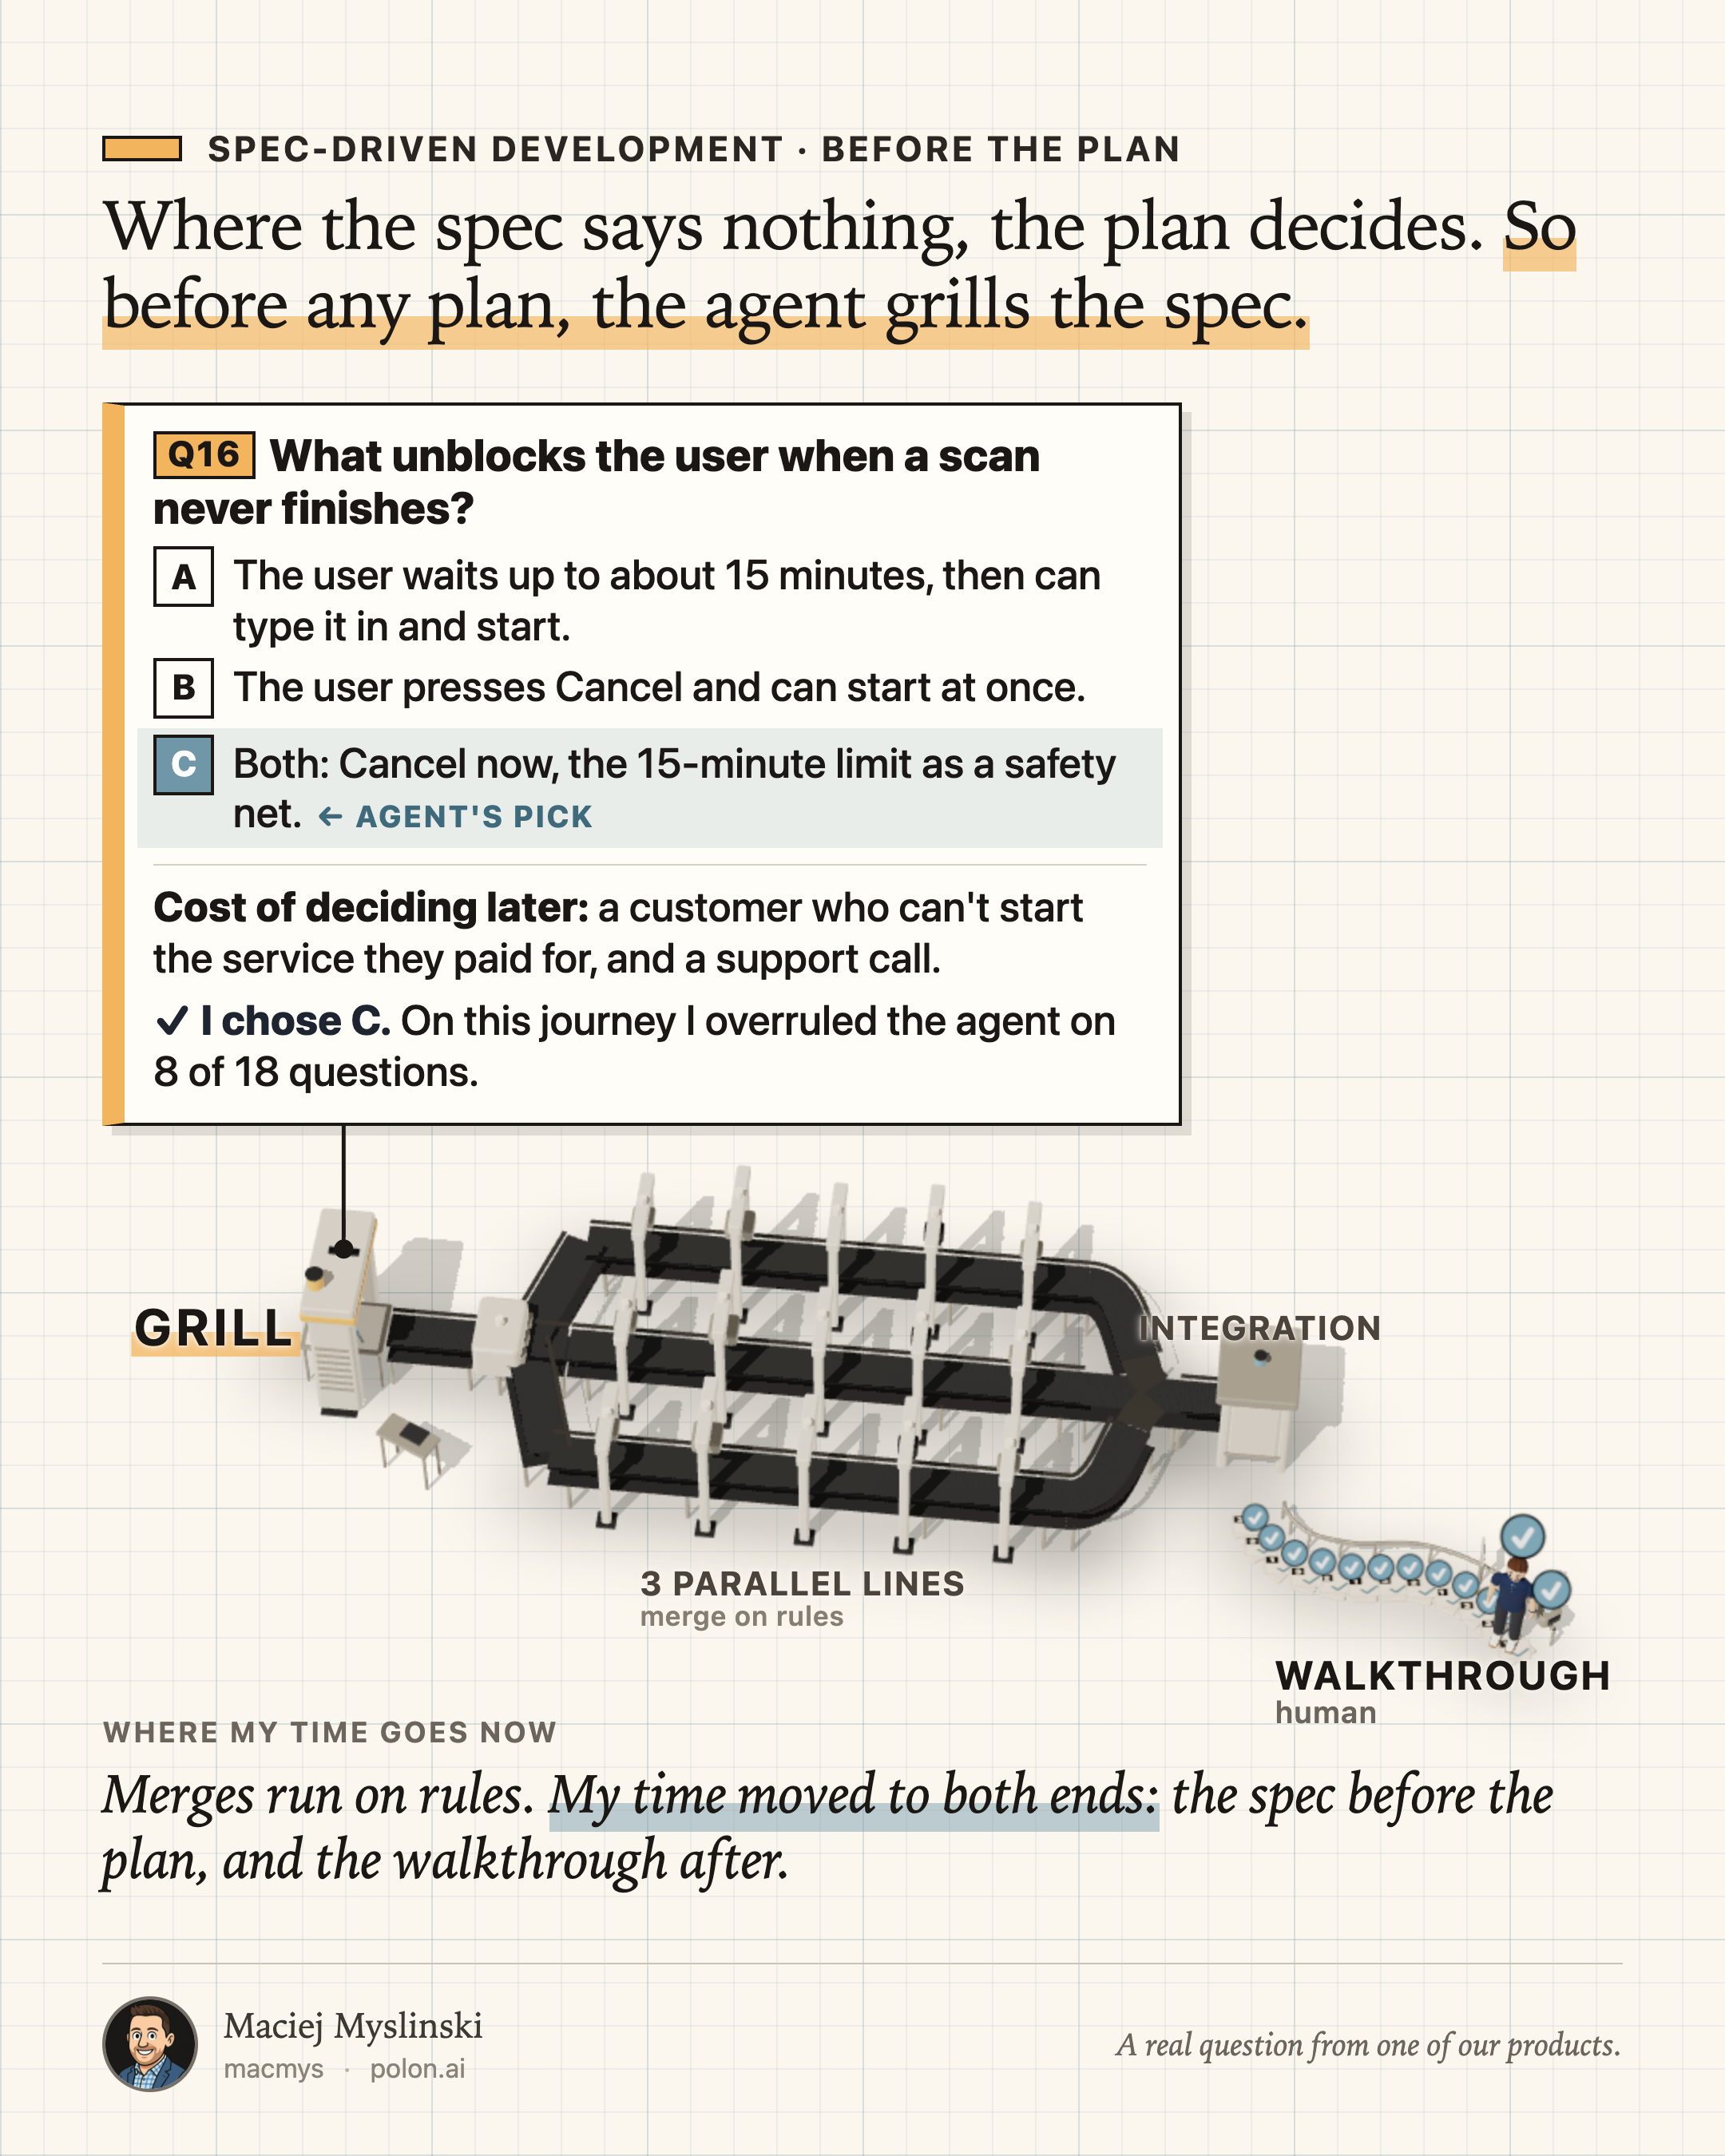 SPEC-DRIVEN DEVELOPMENT · BEFORE THE PLAN
Where the spec says nothing, the plan decides. So
before any plan, the agent grills the spec.
Q16 What unblocks the user when a scan
never finishes?
A The user waits up to about 15 minutes, then can
type it in and start.
B The user presses Cancel and can start at once.
C Both: Cancel now, the 15-minute limit as a safety
net. ← AGENT'S PICK
Cost of deciding later: a customer who can't start
the service they paid for, and a support call.
✓ I chose C. On this journey I overruled the agent on
8 of 18 questions.
GRILL
INTEGRATION
3 PARALLEL LINES
merge on rules
WALKTHROUGH
human
WHERE MY TIME GOES NOW
Merges run on rules. My time moved to both ends: the spec before the
plan, and the walkthrough after.
Maciej Myslinski
macmys · polon.ai
A real question from one of our products.